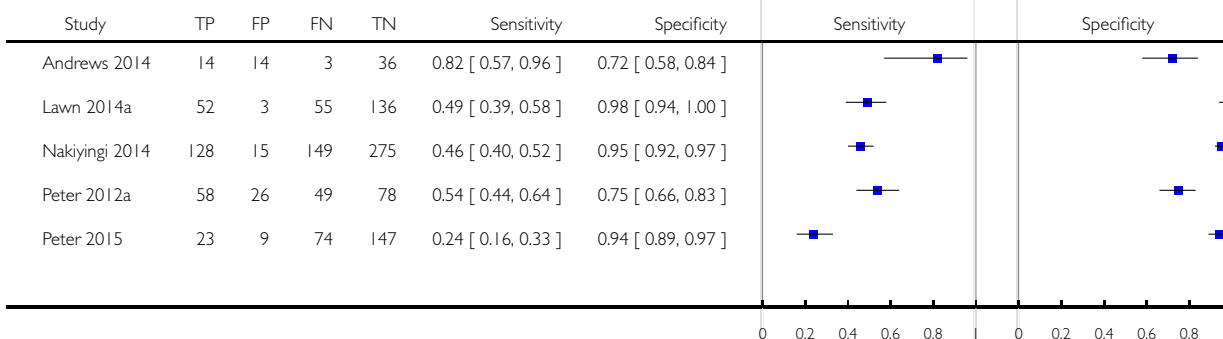 Study TP FP FN TN Sensitivity Specificity Sensitivity Specificity
Andrews 2014 14 14 3 36 0.82 [ 0.57, 0.96 ] 0.72 [ 0.58, 0.84 ]
Lawn 2014a 52 3 55 136 0.49 [ 0.39, 0.58 ] 0.98 [ 0.94, 1.00 ]
Nakiyingi 2014 128 15 149 275 0.46 [ 0.40, 0.52 ] 0.95 [ 0.92, 0.97 ]
Peter 2012a 58 26 49 78 0.54 [ 0.44, 0.64 ] 0.75 [ 0.66, 0.83 ]
Peter 2015 23 9 74 147 0.24 [ 0.16, 0.33 ] 0.94 [ 0.89, 0.97 ]
0 0.2 0.4 0.6 0.8 1 0 0.2 0.4 0.6 0.8